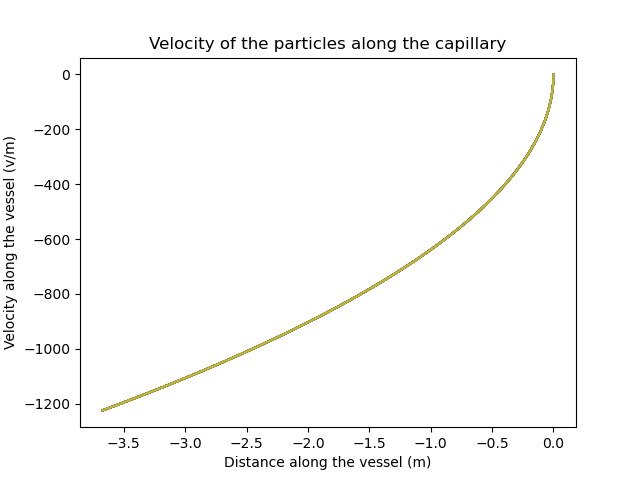 Velocity of the particles along the capillary
Velocity along the vessel (v/m)
0
−200
−400
−600
−800
−1000
−1200
−3.5 −3.0 −2.5 −2.0 −1.5 −1.0 −0.5 0.0
Distance along the vessel (m)